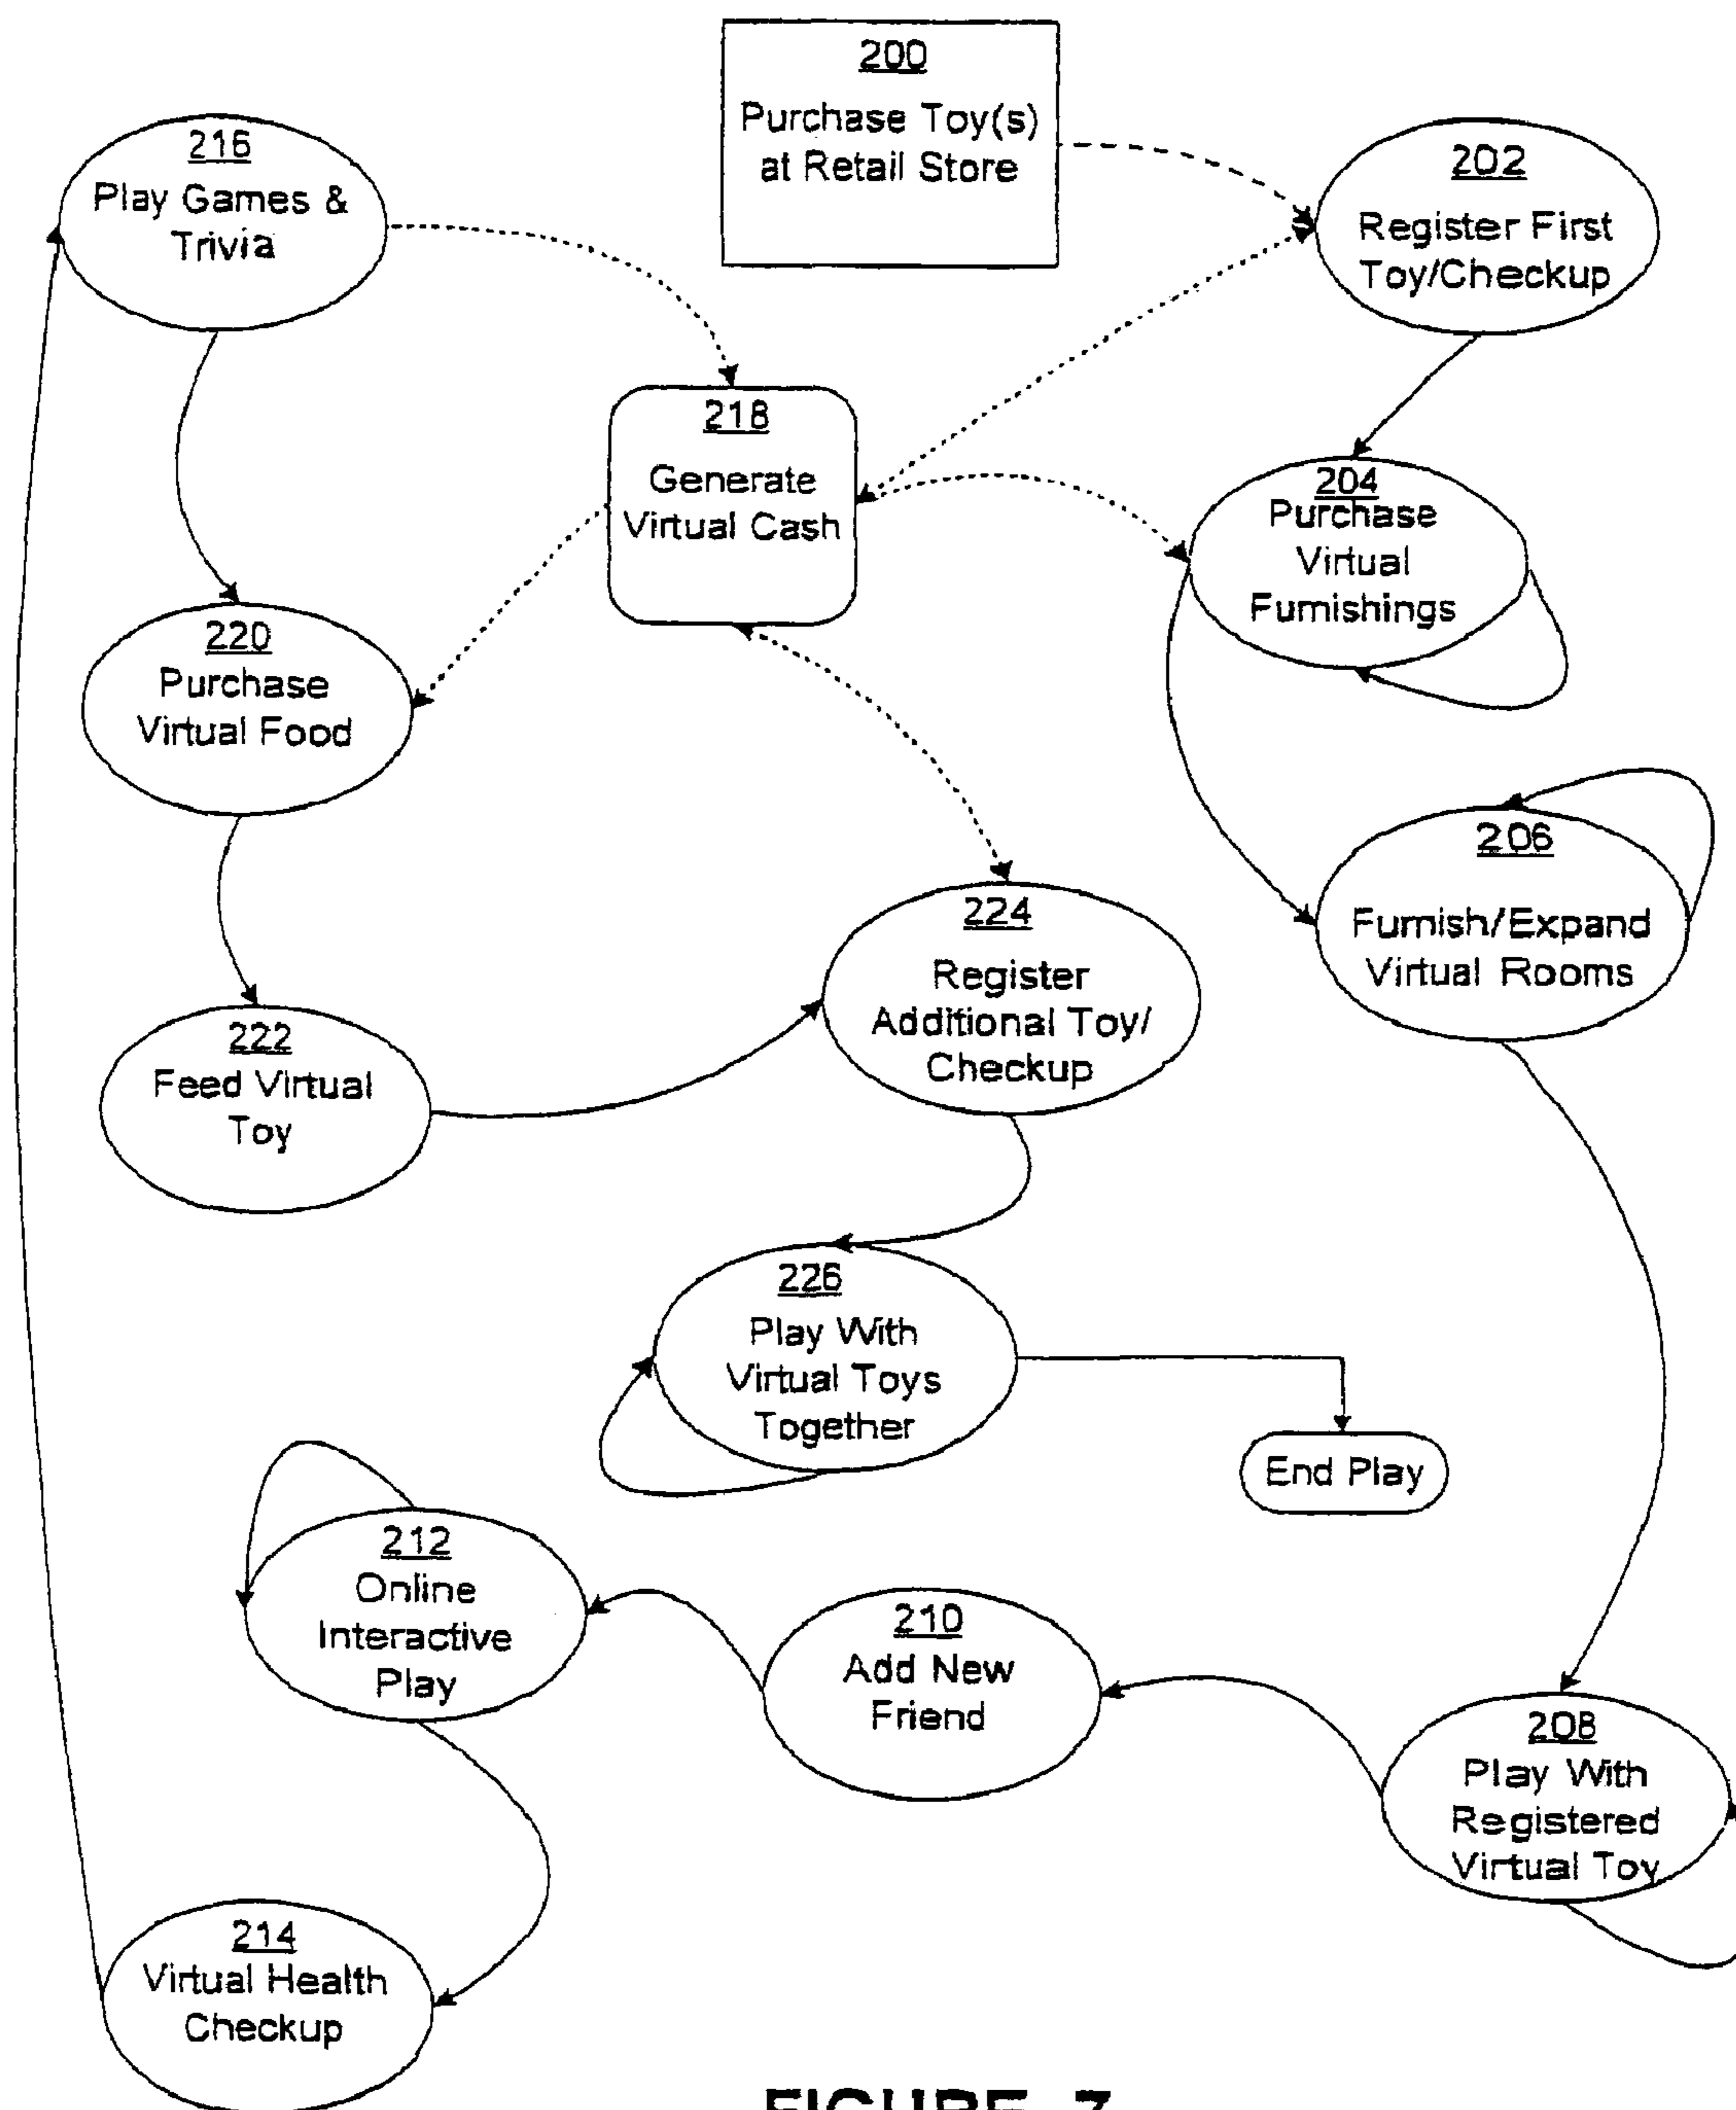 200
Purchase Toy(s)
at Retail Store
216
Play Games &
Trivia
202
Register First
Toy/Checkup
218
Generate
Virtual Cash
204
Purchase
Virtual
Furnishings
220
Purchase
Virtual Food
206
Furnish/Expand
Virtual Rooms
224
Register
Additional Toy/
Checkup
222
Feed Virtual
Toy
226
Play With
Virtual Toys
Together
End Play
212
Online
Interactive
Play
210
Add New
Friend
208
Play With
Registered
Virtual Toy
214
Virtual Health
Checkup
FIGURE 7